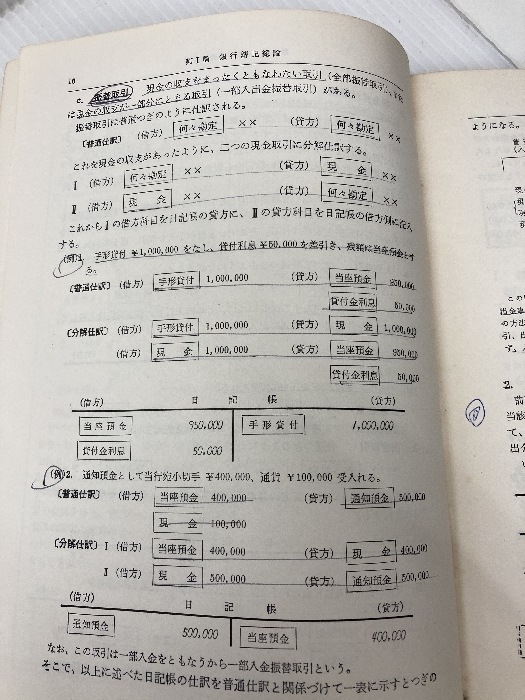 16 第1編 銀行簿記総論
c. 振替取引 現金の収支をまったくともなわない取引(全部振替取引)
は現金の収支が一部分にとどまる取引(一部入出金振替取引)がある。
振替取引は普通つぎのように仕訳される。
〔普通仕訳〕 (借方) 何々勘定 ×× (貸方) 何々勘定 ××
これを現金の収支があったように、二つの現金取引に分解仕訳する。
Ⅰ (借方) 何々勘定 ×× (貸方) 現 金 ××
Ⅱ (借方) 現 金 ×× (貸方) 何々勘定 ××
これからⅠの借方科目を日記帳の貸方に、Ⅱの貸方科目を日記帳の借方側に記入
する。
(例)1. 手形貸付 ¥1,000,000 をなし、貸付利息 ¥50,000 を差引き、残額は当座預金とす
る。
〔普通仕訳〕 (借方) 手形貸付 1,000,000 (貸方) 当座預金 950,000
貸付金利息 50,000
〔分解仕訳〕 (借方) 手形貸付 1,000,000 (貸方) 現 金 1,000,000
(借方) 現 金 1,000,000 (貸方) 当座預金 950,000
貸付金利息 50,000
(借方) 日 記 帳 (貸方)
当座預金 950,000 手形貸付 1,000,000
貸付金利息 50,000
(例)2. 通知預金として当行宛小切手 ¥400,000、通貨 ¥100,000 受入れる。
〔普通仕訳〕 (借方) 当座預金 400,000 (貸方) 通知預金 500,000
現 金 100,000
〔分解仕訳〕 Ⅰ (借方) 当座預金 400,000 (貸方) 現 金 400,000
Ⅱ (借方) 現 金 500,000 (貸方) 通知預金 500,000
(借方) 日 記 帳 (貸方)
通知預金 500,000 当座預金 400,000
なお、この取引は一部入金をともなうから一部入金振替取引という。
そこで、以上に述べた日記帳の仕訳を普通仕訳と関係づけて一表に示すとつぎの
ようになる。
2.